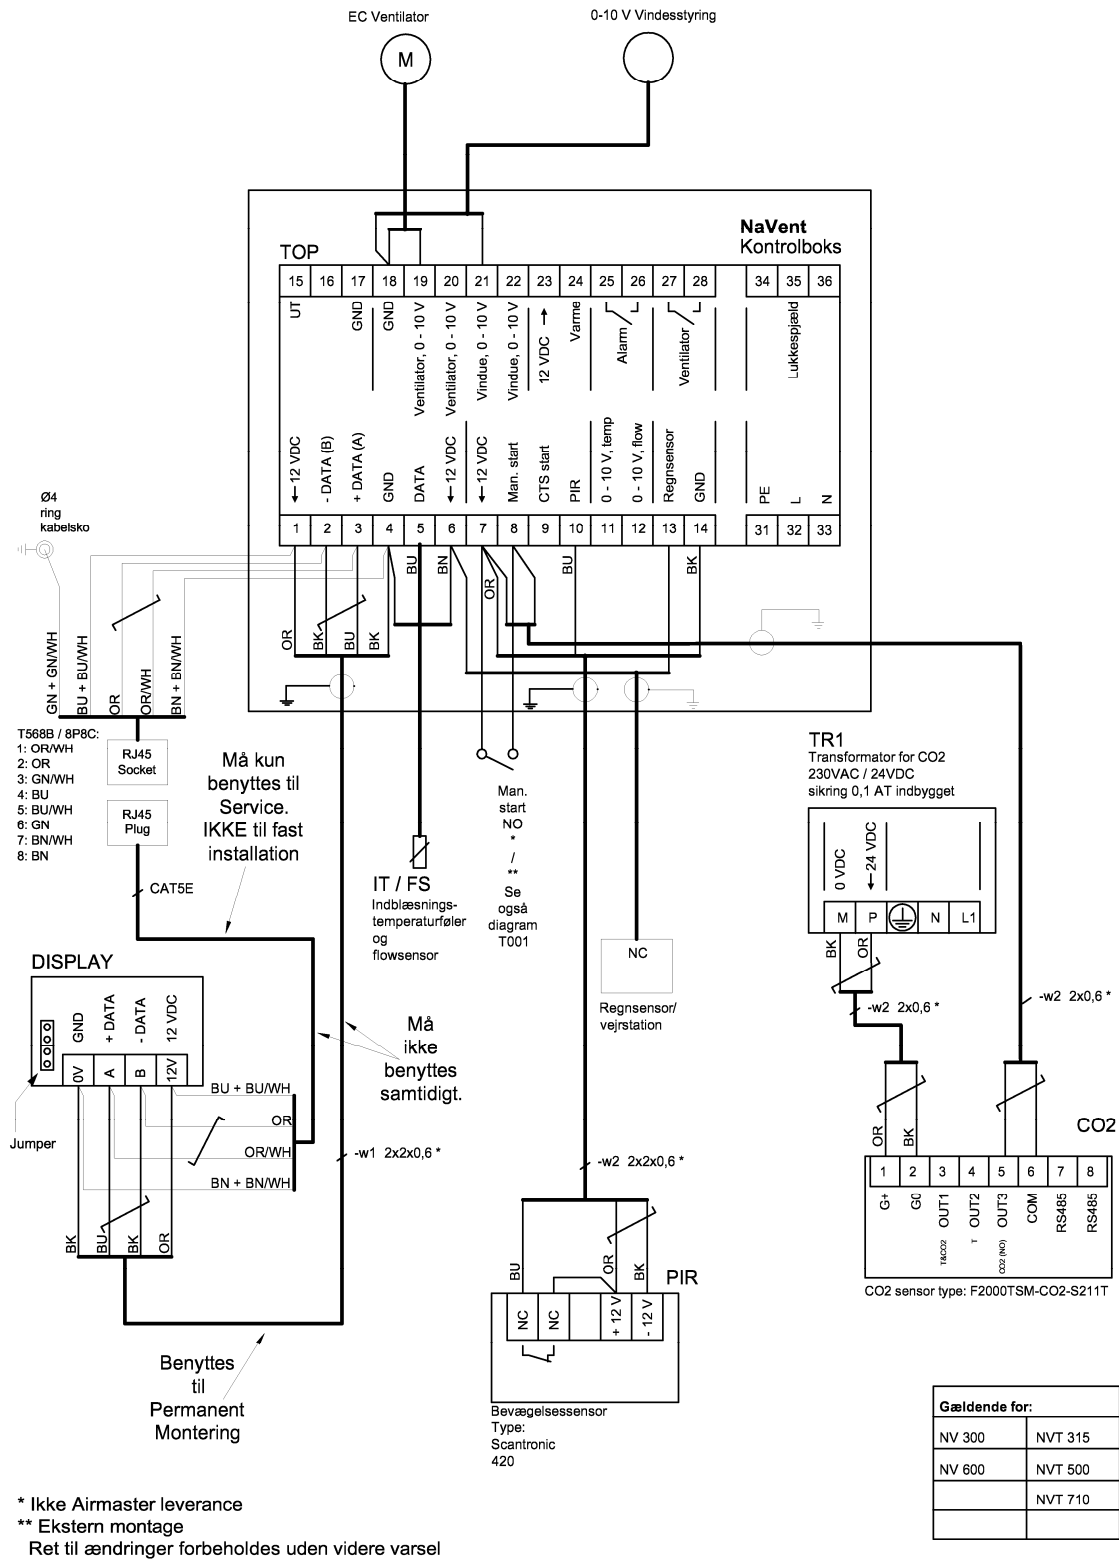 EC Ventilator
0-10 V Vindesstyring
M
NaVent
Kontrolboks
TOP
15 16 17 18 19 20 21 22 23 24 25 26 27 28 34 35 36
UT
GND
GND
Ventilator, 0 - 10 V
Ventilator, 0 - 10 V
Vindue, 0 - 10 V
Vindue, 0 - 10 V
12 VDC →
Varme
Alarm
Ventilator
Lukkespjæld
← 12 VDC
- DATA (B)
+ DATA (A)
GND
DATA
← 12 VDC
← 12 VDC
Man. start
CTS start
PIR
0 - 10 V, temp
0 - 10 V, flow
Regnsensor
GND
PE
L
N
1 2 3 4 5 6 7 8 9 10 11 12 13 14 31 32 33
Ø4
ring
kabelsko
BU
BN
OR
BU
BK
OR
BK
BU
BK
GN + GN/WH
BU + BU/WH
OR
OR/WH
BN + BN/WH
T568B / 8P8C:
1: OR/WH
2: OR
3: GN/WH
4: BU
5: BU/WH
6: GN
7: BN/WH
8: BN
RJ45
Socket
RJ45
Plug
CAT5E
Må kun
benyttes til
Service.
IKKE til fast
installation
IT / FS
Indblæsnings-
temperaturføler
og
flowsensor
Man.
start
NO
*
/
**
Se
også
diagram
T001
NC
Regnsensor/
vejrstation
TR1
Transformator for CO2
230VAC / 24VDC
sikring 0,1 AT indbygget
0 VDC
← 24 VDC
M P N L1
BK
OR
-w2 2x0,6 *
-w2 2x0,6 *
DISPLAY
GND
+ DATA
- DATA
12 VDC
0V
A
B
12V
Jumper
BU + BU/WH
OR
OR/WH
BN + BN/WH
BK
BU
BK
OR
Må
ikke
benyttes
samtidigt.
-w1 2x2x0,6 *
-w2 2x2x0,6 *
Benyttes
til
Permanent
Montering
BU
OR
BK
PIR
NC
NC
+ 12 V
- 12 V
Bevægelsessensor
Type:
Scantronic
420
OR
BK
CO2
1 2 3 4 5 6 7 8
G+
G0
OUT1
OUT2
OUT3
COM
RS485
RS485
T&CO2
T
CO2 (NO)
CO2 sensor type: F2000TSM-CO2-S211T
Gældende for:
NV 300 NVT 315
NV 600 NVT 500
NVT 710
* Ikke Airmaster leverance
** Ekstern montage
Ret til ændringer forbeholdes uden videre varsel